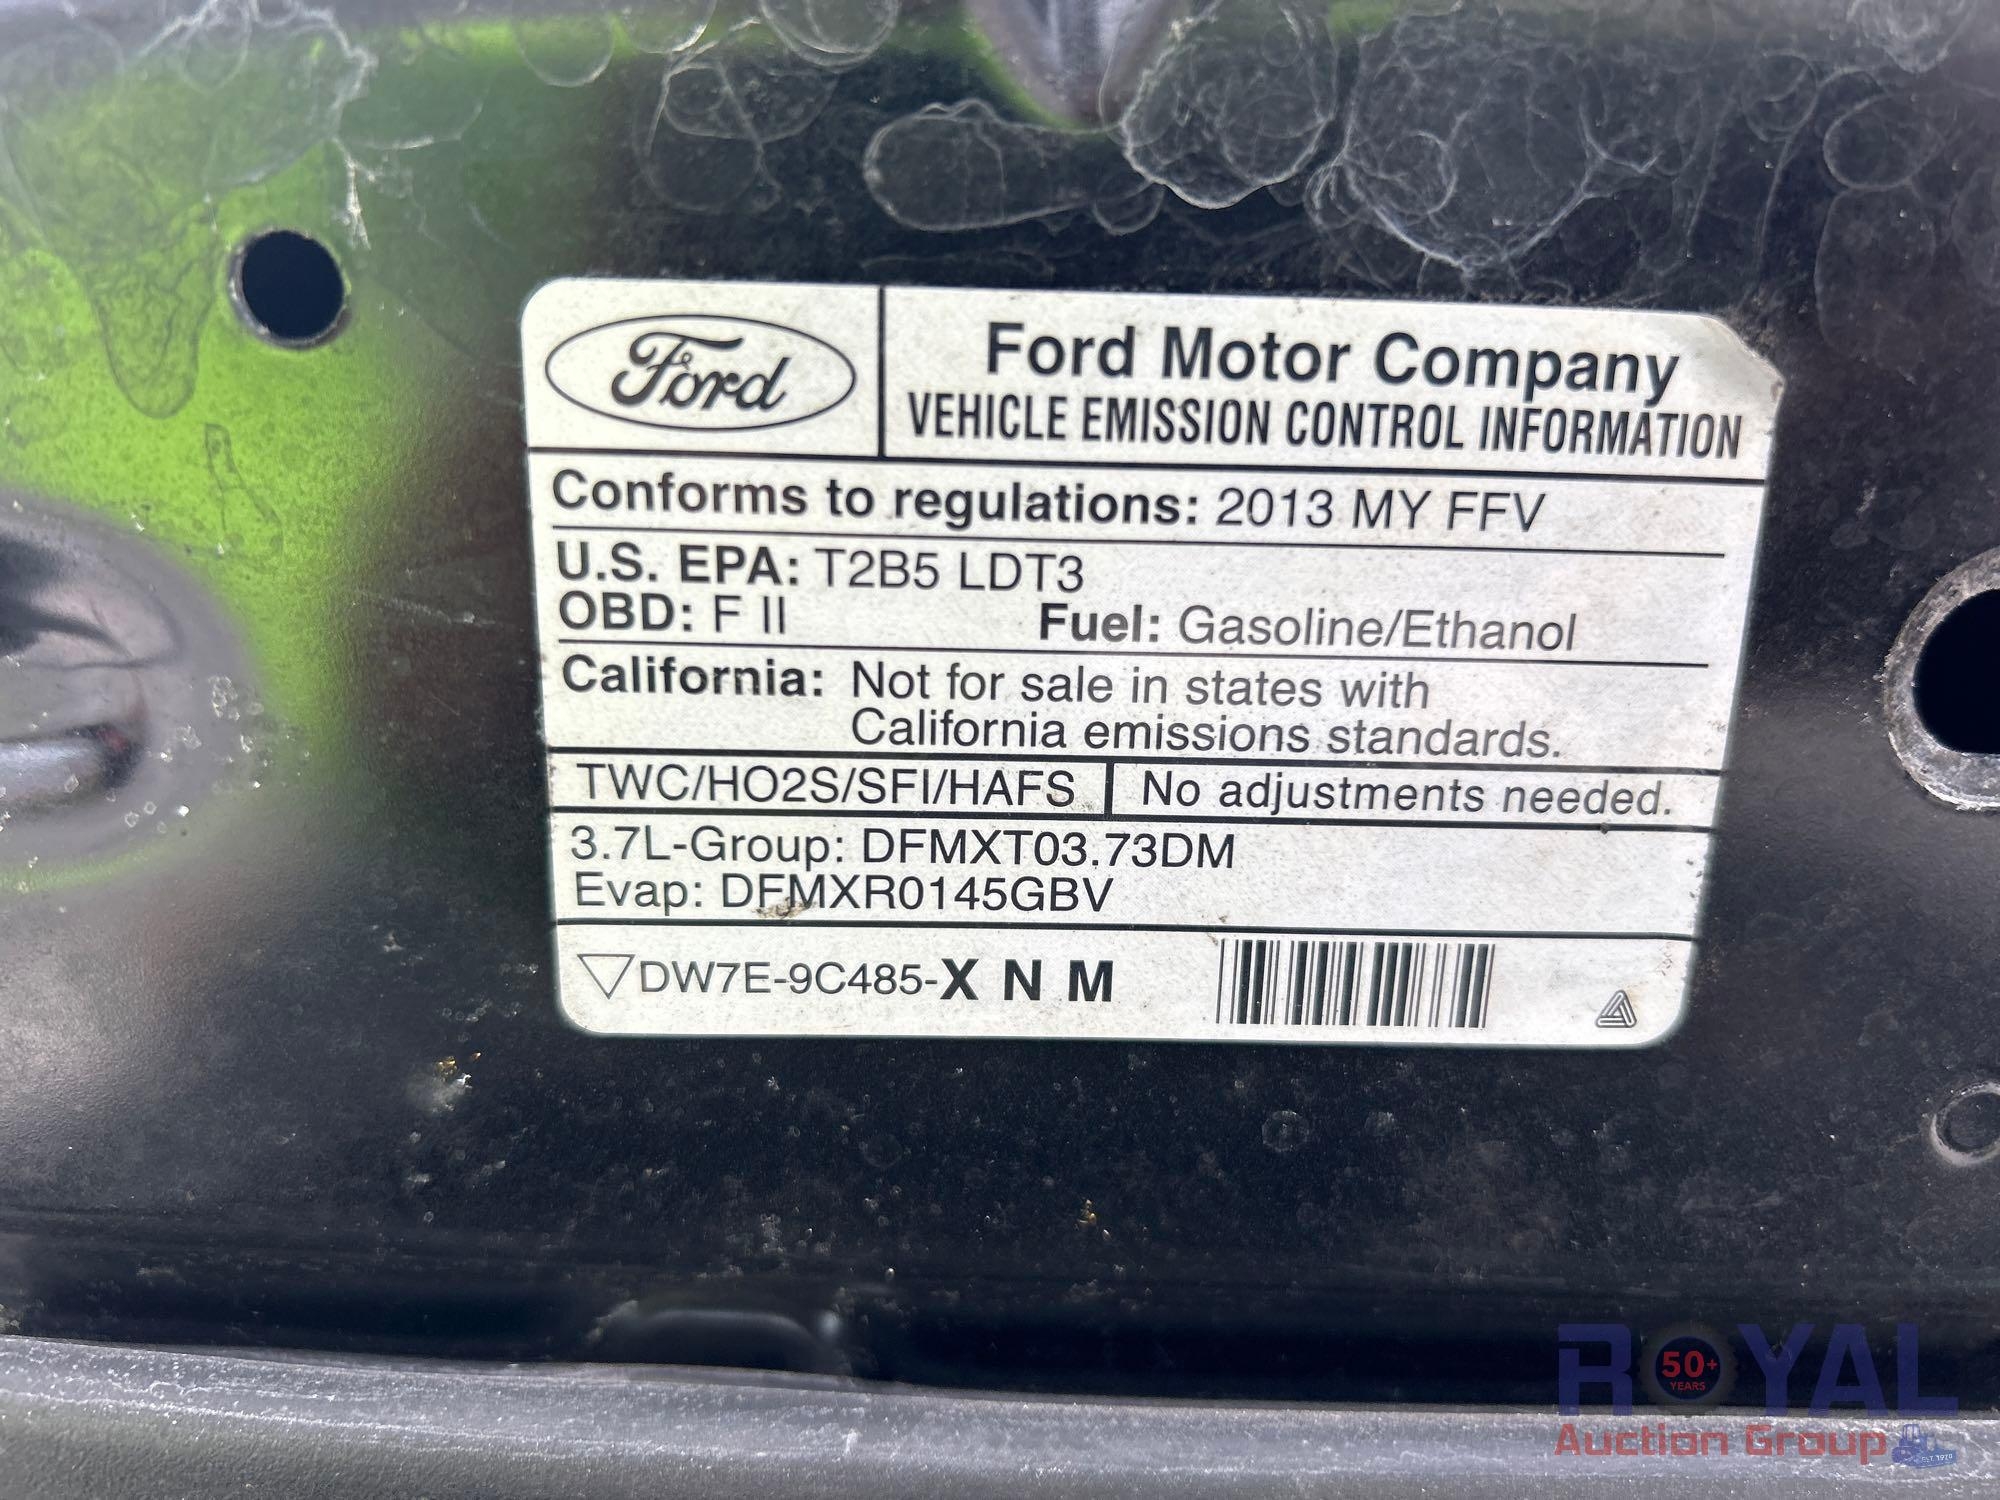 Ford
Ford Motor Company
VEHICLE EMISSION CONTROL INFORMATION
Conforms to regulations: 2013 MY FFV
U.S. EPA: T2B5 LDT3
OBD: F II Fuel: Gasoline/Ethanol
California: Not for sale in states with
California emissions standards.
TWC/HO2S/SFI/HAFS No adjustments needed.
3.7L-Group: DFMXT03.73DM
Evap: DFMXR0145GBV
DW7E-9C485-X N M
ROYAL
50+
YEARS
Auction Group
EST. 1970